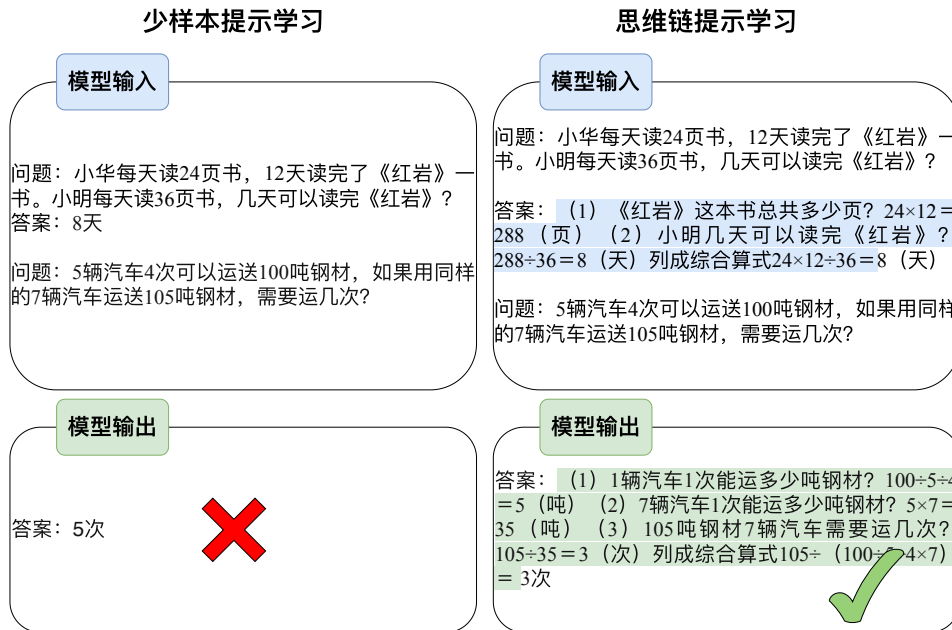 少样本提示学习
模型输入
问题：小华每天读24页书，12天读完了《红岩》一
书。小明每天读36页书，几天可以读完《红岩》？
答案：8天
问题：5辆汽车4次可以运送100吨钢材，如果用同样
的7辆汽车运送105吨钢材，需要运几次？
模型输出
答案：5次
思维链提示学习
模型输入
问题：小华每天读24页书，12天读完了《红岩》一
书。小明每天读36页书，几天可以读完《红岩》？
答案：（1）《红岩》这本书总共多少页？24×12＝
288（页）（2）小明几天可以读完《红岩》？
288÷36＝8（天）列成综合算式24×12÷36＝8（天）
问题：5辆汽车4次可以运送100吨钢材，如果用同样
的7辆汽车运送105吨钢材，需要运几次？
模型输出
答案：（1）1辆汽车1次能运多少吨钢材？100÷5÷4
＝5（吨）（2）7辆汽车1次能运多少吨钢材？5×7＝
35（吨）（3）105吨钢材7辆汽车需要运几次？
105÷35＝3（次）列成综合算式105÷（100÷ 4×7）
＝ 3次